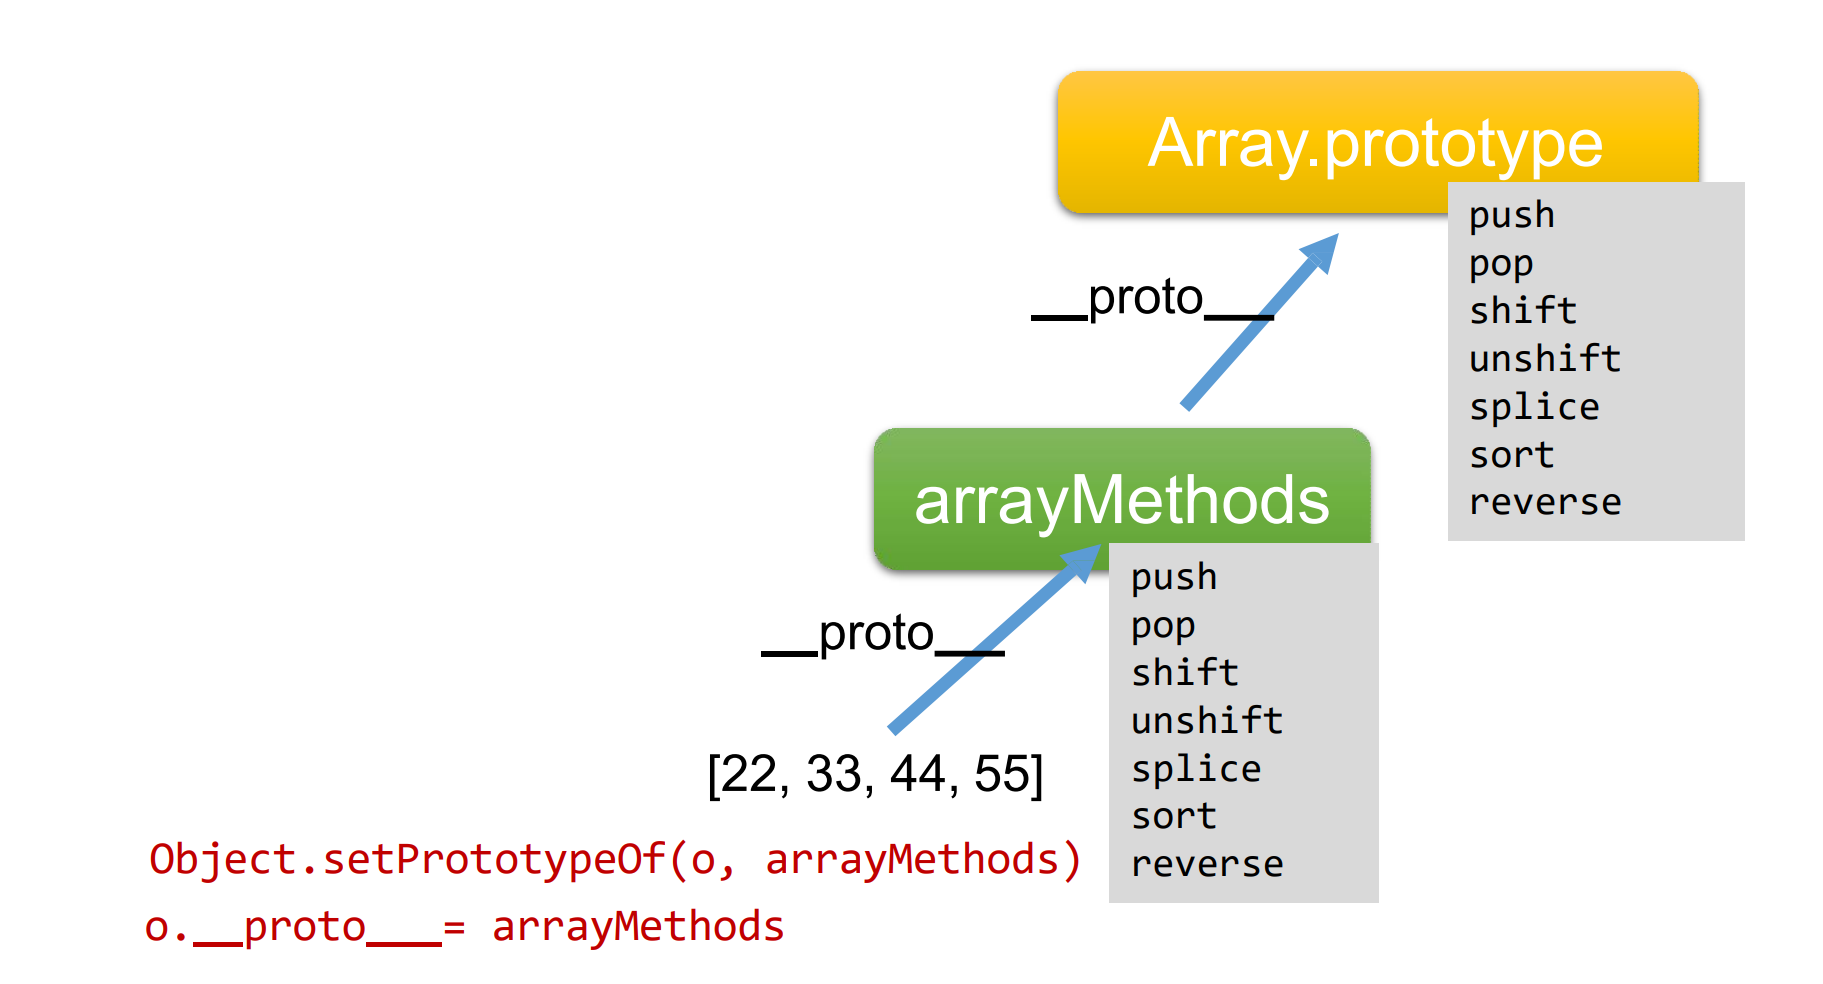 Array.prototype
push
pop
shift
unshift
splice
sort
reverse
__proto__
arrayMethods
push
pop
shift
unshift
splice
sort
reverse
__proto__
[22, 33, 44, 55]
Object.setPrototypeOf(o, arrayMethods)
o.__proto__= arrayMethods